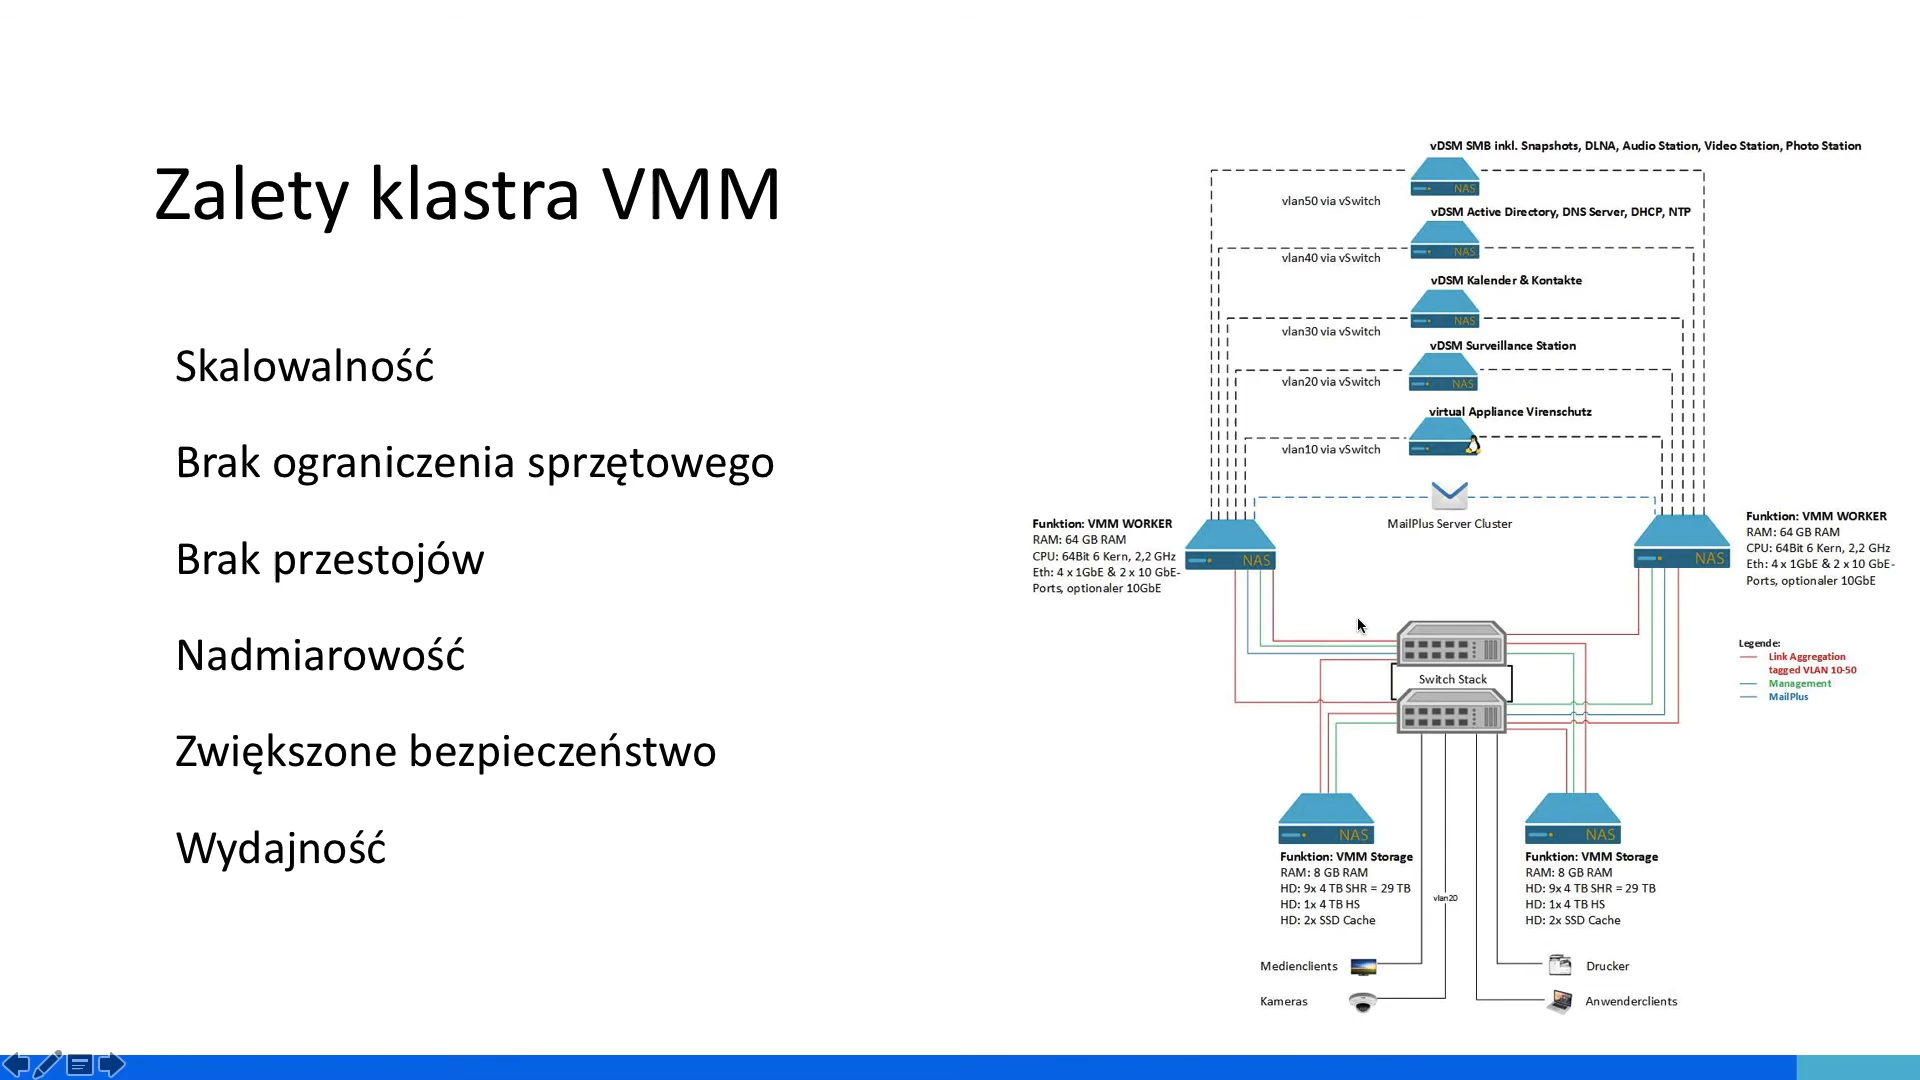 Zalety klastra VMM
Skalowalność
Brak ograniczenia sprzętowego
Brak przestojów
Nadmiarowość
Zwiększone bezpieczeństwo
Wydajność
vDSM SMB inkl. Snapshots, DLNA, Audio Station, Video Station, Photo Station
NAS
vlan50 via vSwitch
vDSM Active Directory, DNS Server, DHCP, NTP
NAS
vlan40 via vSwitch
vDSM Kalender & Kontakte
NAS
vlan30 via vSwitch
vDSM Surveillance Station
NAS
vlan20 via vSwitch
virtual Appliance Virenschutz
vlan10 via vSwitch
MailPlus Server Cluster
Funktion: VMM WORKER
RAM: 64 GB RAM
CPU: 64Bit 6 Kern, 2,2 GHz
Eth: 4 x 1GbE & 2 x 10 GbE-
Ports, optionaler 10GbE
NAS
NAS
Funktion: VMM WORKER
RAM: 64 GB RAM
CPU: 64Bit 6 Kern, 2,2 GHz
Eth: 4 x 1GbE & 2 x 10 GbE-
Ports, optionaler 10GbE
Legende:
Link Aggregation
tagged VLAN 10-50
Management
MailPlus
Switch Stack
NAS
Funktion: VMM Storage
RAM: 8 GB RAM
HD: 9x 4 TB SHR = 29 TB
HD: 1x 4 TB HS
HD: 2x SSD Cache
NAS
Funktion: VMM Storage
RAM: 8 GB RAM
HD: 9x 4 TB SHR = 29 TB
HD: 1x 4 TB HS
HD: 2x SSD Cache
vlan20
Medienclients
Drucker
Kameras
Anwenderclients